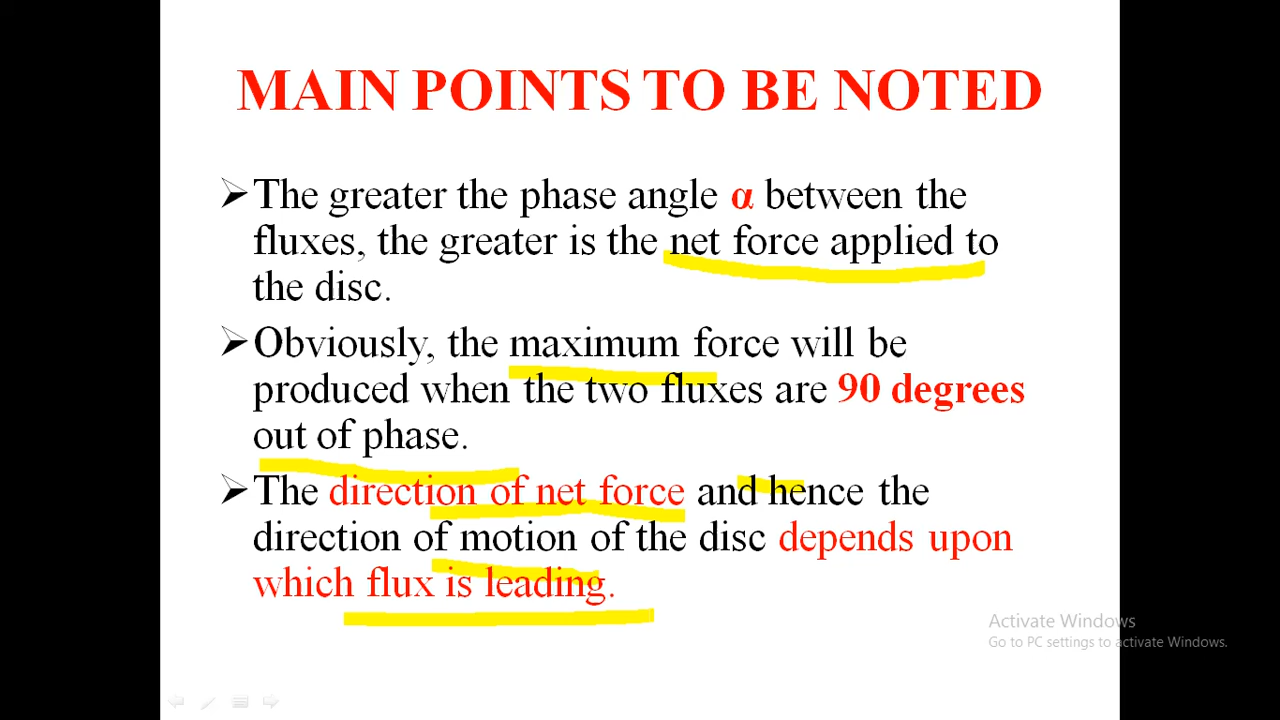 MAIN POINTS TO BE NOTED
➢The greater the phase angle α between the
fluxes, the greater is the net force applied to
the disc.
➢Obviously, the maximum force will be
produced when the two fluxes are 90 degrees
out of phase.
➢The direction of net force and hence the
direction of motion of the disc depends upon
which flux is leading.
Activate Windows
Go to PC settings to activate Windows.